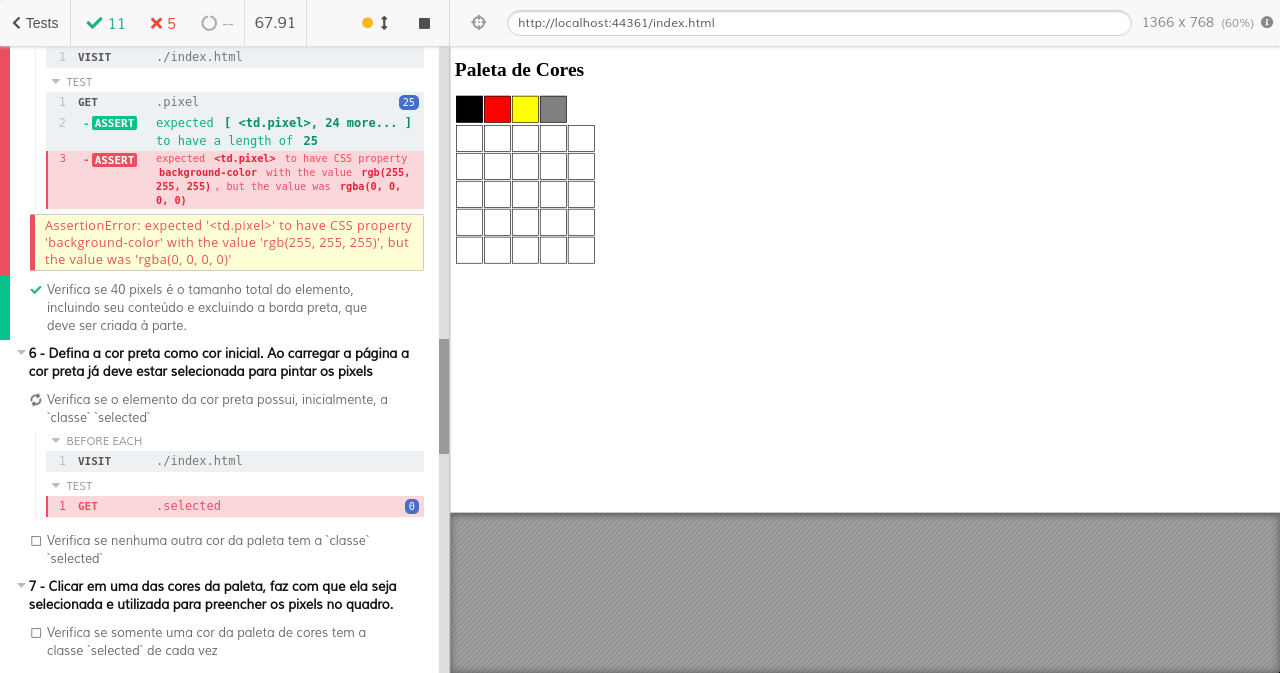 Tests 11 5 -- 67.91
http://localhost:44361/index.html 1366 x 768 (60%)
1 VISIT ./index.html
TEST
1 GET .pixel 25
2 -ASSERT expected [ <td.pixel>, 24 more... ]
to have a length of 25
3 -ASSERT expected <td.pixel> to have CSS property
background-color with the value rgb(255,
255, 255), but the value was rgba(0, 0,
0, 0)
AssertionError: expected '<td.pixel>' to have CSS property
'background-color' with the value 'rgb(255, 255, 255)', but
the value was 'rgba(0, 0, 0, 0)'
Verifica se 40 pixels é o tamanho total do elemento,
incluindo seu conteúdo e excluindo a borda preta, que
deve ser criada à parte.
6 - Defina a cor preta como cor inicial. Ao carregar a página a
cor preta já deve estar selecionada para pintar os pixels
Verifica se o elemento da cor preta possui, inicialmente, a
`classe` `selected`
BEFORE EACH
1 VISIT ./index.html
TEST
1 GET .selected 0
Verifica se nenhuma outra cor da paleta tem a `classe`
`selected`
7 - Clicar em uma das cores da paleta, faz com que ela seja
selecionada e utilizada para preencher os pixels no quadro.
Verifica se somente uma cor da paleta de cores tem a
classe `selected` de cada vez
Paleta de Cores